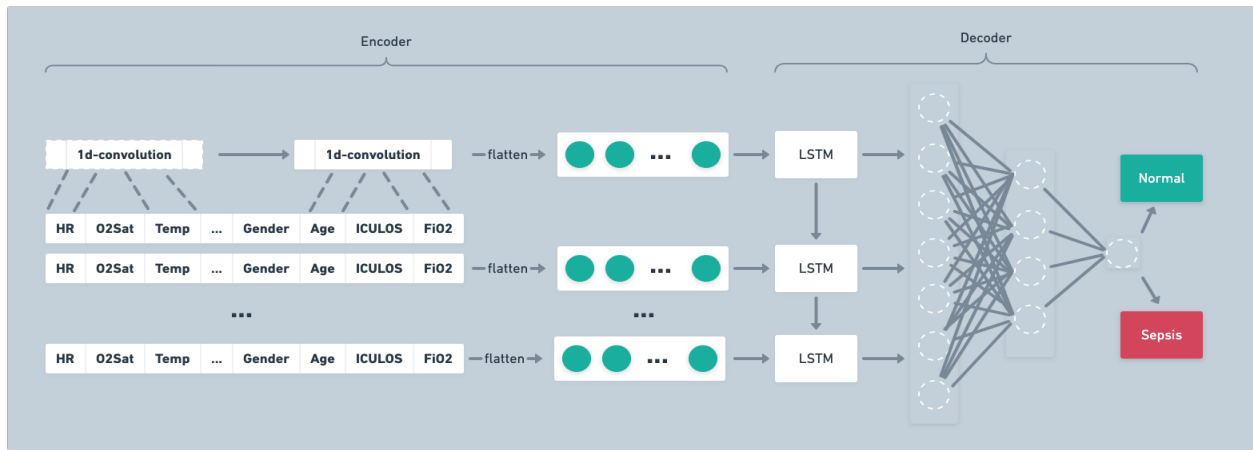 Encoder
Decoder
1d-convolution
1d-convolution
flatten
...
LSTM
Normal
HR O2Sat Temp ... Gender Age ICULOS FiO2
HR O2Sat Temp ... Gender Age ICULOS FiO2
flatten
...
LSTM
...
...
Sepsis
HR O2Sat Temp ... Gender Age ICULOS FiO2
flatten
...
LSTM